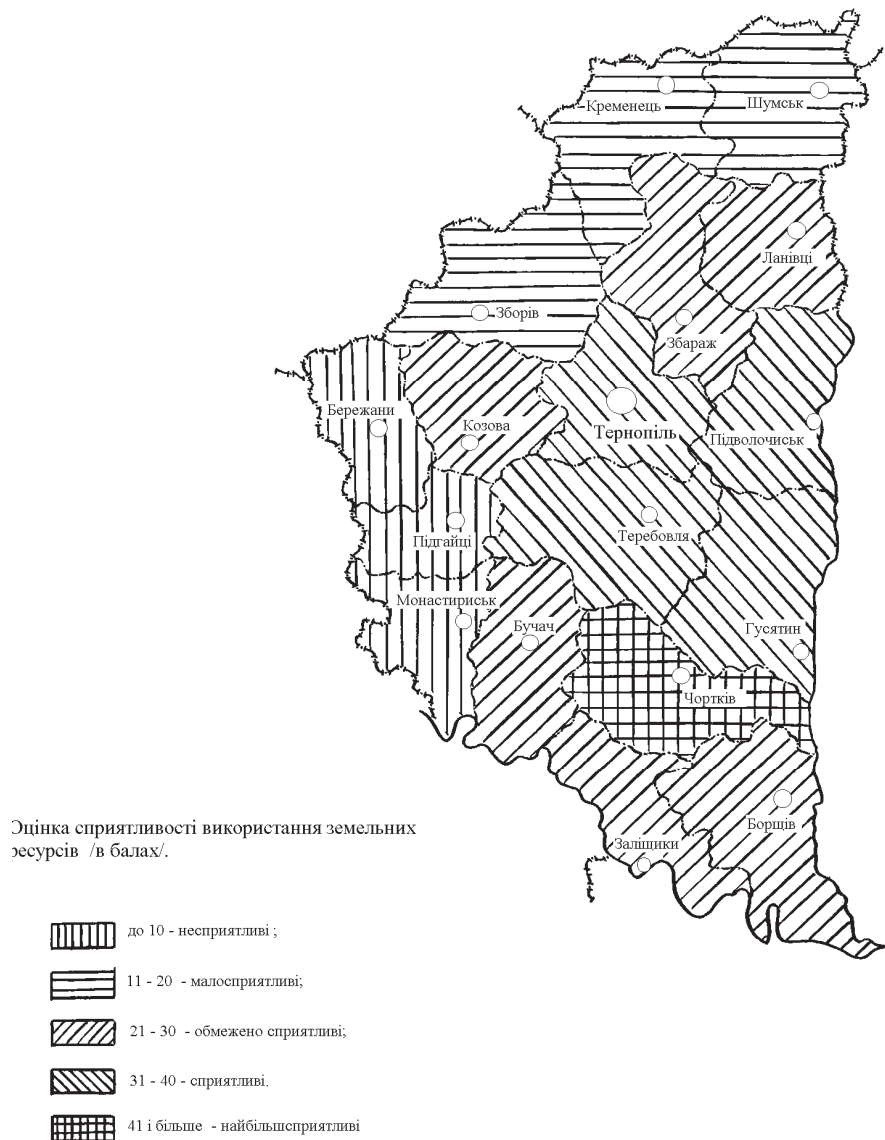 Кременець
Шумськ
Ланівці
Зборів
Збараж
Бережани
Козова
Тернопіль
Підволочиськ
Підгайці
Теребовля
Монастириськ
Бучач
Гусятин
Чортків
Борщів
Заліщики
Оцінка сприятливості використання земельних
ресурсів /в балах/.
до 10 - несприятливі ;
11 - 20 - малосприятливі;
21 - 30 - обмежено сприятливі;
31 - 40 - сприятливі.
41 і більше - найбільшсприятливі